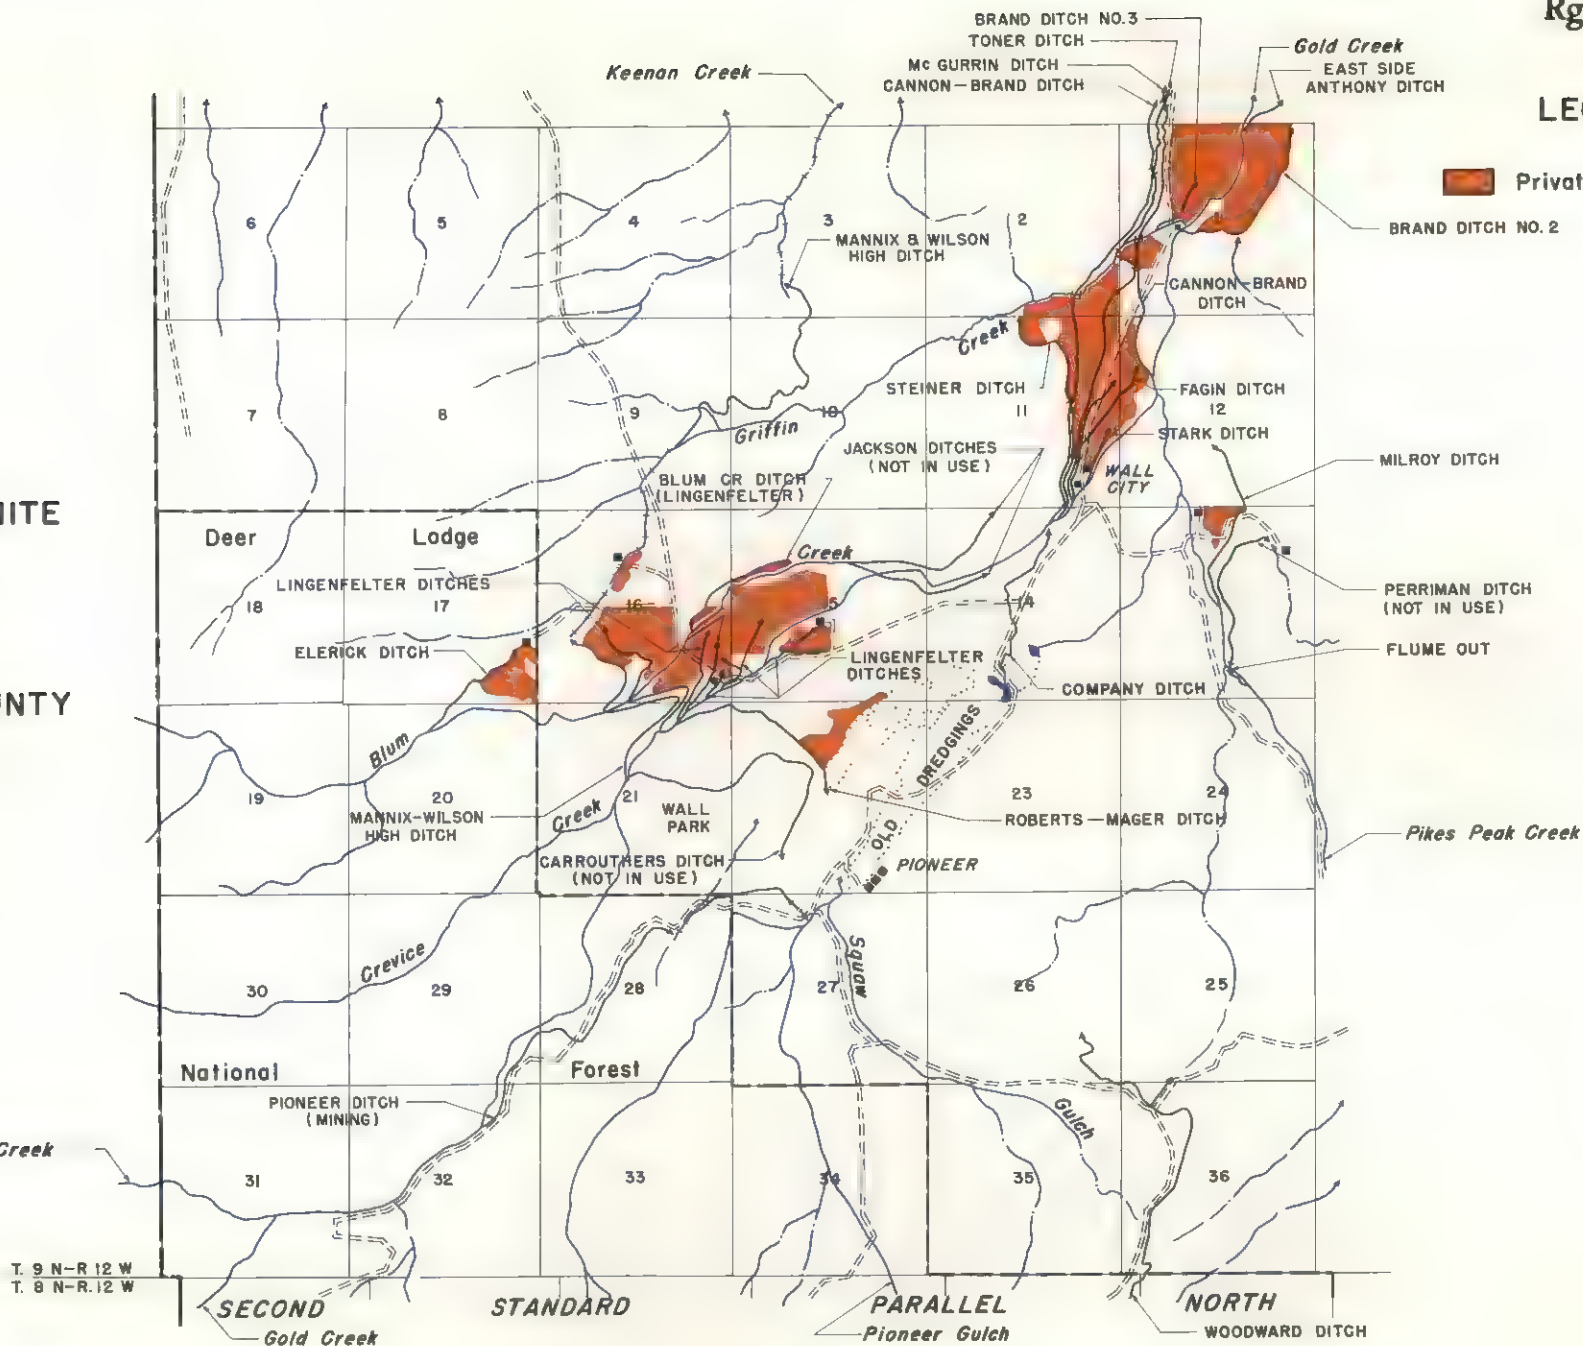 Rg
BRAND DITCH NO.3
TONER DITCH
Mc GURRIN DITCH
CANNON-BRAND DITCH
Gold Creek
EAST SIDE
ANTHONY DITCH
Keenan Creek
LE
Privat
BRAND DITCH NO. 2
6
5
4
3
2
1
MANNIX & WILSON
HIGH DITCH
CANNON-BRAND
DITCH
Creek
STEINER DITCH
FAGIN DITCH
7
8
9
10
11
12
Griffin
STARK DITCH
JACKSON DITCHES
(NOT IN USE)
MILROY DITCH
BLUM CR DITCH
(LINGENFELTER)
WALL
CITY
NITE
Deer
Lodge
Creek
LINGENFELTER DITCHES
PERRIMAN DITCH
(NOT IN USE)
18
17
16
15
14
ELERICK DITCH
LINGENFELTER
DITCHES
FLUME OUT
COMPANY DITCH
UNTY
Blum
OLD DREDGINGS
19
20
21
23
24
MANNIX-WILSON
HIGH DITCH
Creek
WALL
PARK
ROBERTS-MAGER DITCH
Pikes Peak Creek
CARROUTHERS DITCH
(NOT IN USE)
PIONEER
Crevice
Squaw
30
29
28
27
26
25
National
Forest
PIONEER DITCH
(MINING)
Gulch
Creek
31
32
33
34
35
36
T. 9 N-R 12 W
T. 8 N-R. 12 W
SECOND STANDARD PARALLEL NORTH
Gold Creek
Pioneer Gulch
WOODWARD DITCH